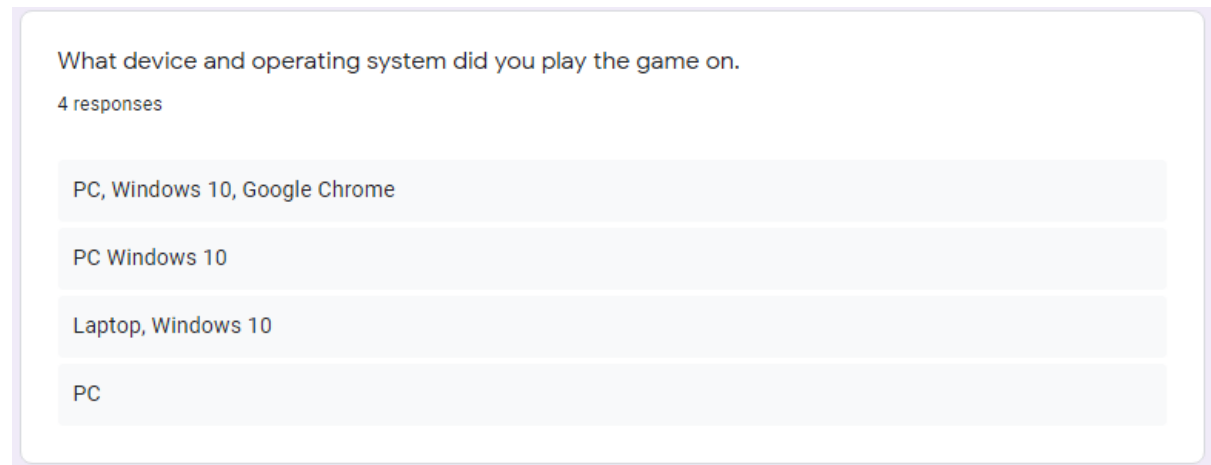 What device and operating system did you play the game on.
4 responses
PC, Windows 10, Google Chrome
PC Windows 10
Laptop, Windows 10
PC